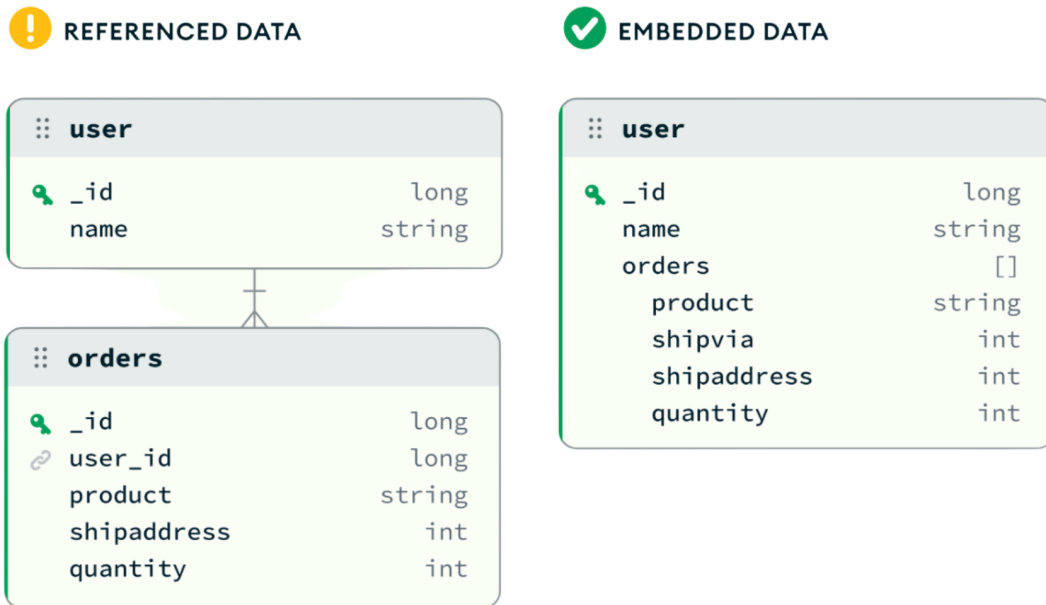 REFERENCED DATA
user
_id long
name string
orders
_id long
user_id long
product string
shipaddress int
quantity int
EMBEDDED DATA
user
_id long
name string
orders []
product string
shipvia int
shipaddress int
quantity int